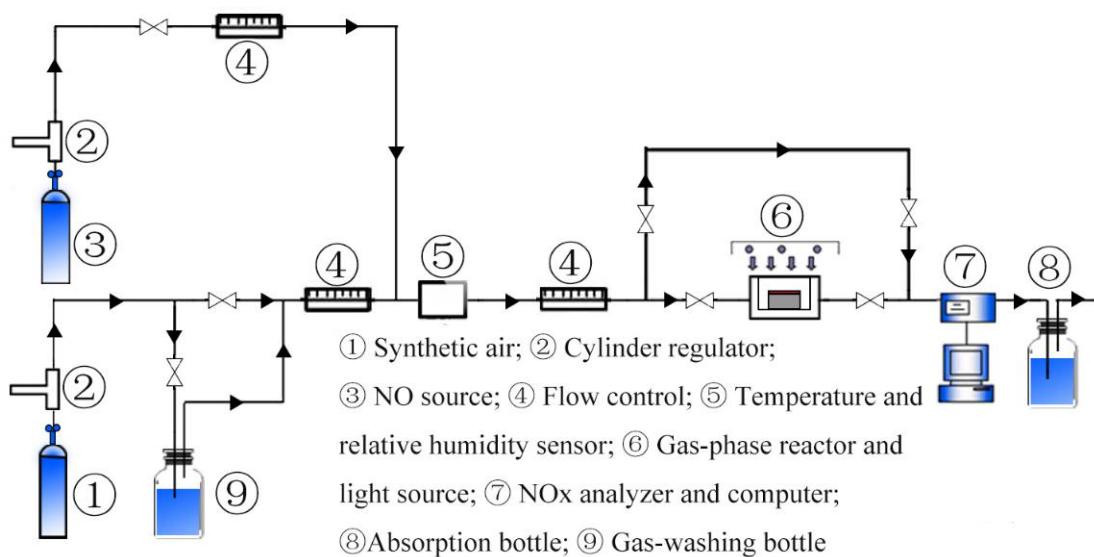 ④
②
③
④
⑤
④
⑥
⑦
⑧
②
①
⑨
① Synthetic air; ② Cylinder regulator;
③ NO source; ④ Flow control; ⑤ Temperature and
relative humidity sensor; ⑥ Gas-phase reactor and
light source; ⑦ NOx analyzer and computer;
⑧Absorption bottle; ⑨ Gas-washing bottle